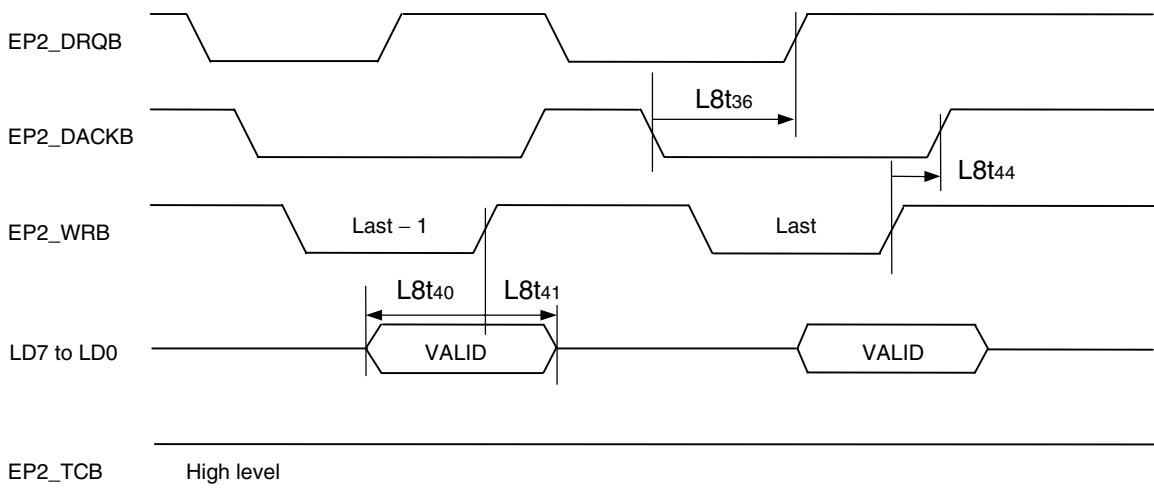 EP2_DRQB
L8t36
EP2_DACKB
L8t44
EP2_WRB
Last – 1
Last
L8t40
L8t41
LD7 to LD0
VALID
VALID
EP2_TCB
High level